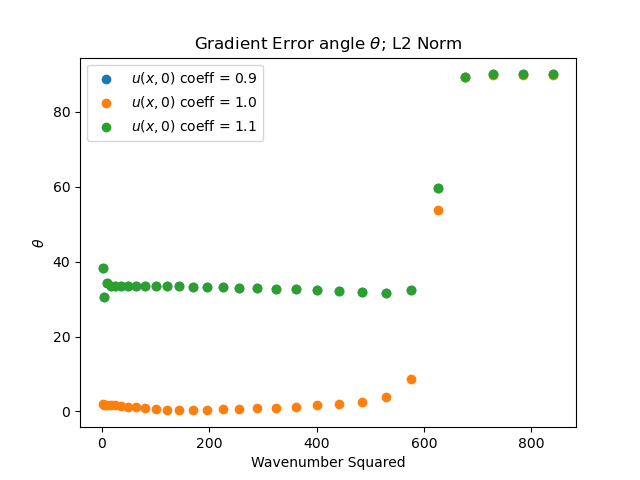 Gradient Error angle θ; L2 Norm
u(x, 0) coeff = 0.9
u(x, 0) coeff = 1.0
u(x, 0) coeff = 1.1
80
60
40
20
0
θ
0 200 400 600 800
Wavenumber Squared